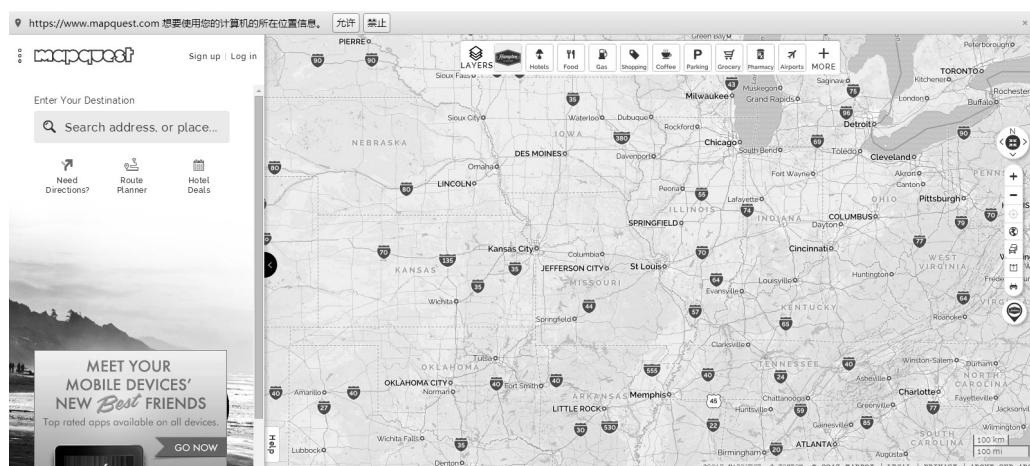 https://www.mapquest.com 想要使用您的计算机的所在位置信息。 允许 禁止
mapquest
Sign up | Log in
Enter Your Destination
Search address, or place...
Need Directions?
Route Planner
Hotel Deals
MEET YOUR
MOBILE DEVICES'
NEW Best FRIENDS
Top rated apps available on all devices.
GO NOW
LAYERS
Hampton
Hotels
Food
Gas
Shopping
Coffee
Parking
Grocery
Pharmacy
Airports
MORE
PIERRE
Green Bay
Peterborough
Sioux Falls
Milwaukee
Muskegon
Grand Rapids
Saginaw
Kitchener
TORONTO
London
Buffalo
Rochester
Sioux City
Waterloo
Dubuque
Rockford
Detroit
NEBRASKA
IOWA
DES MOINES
Davenport
Chicago
South Bend
Toledo
Cleveland
Omaha
LINCOLN
Peoria
Fort Wayne
Akron
Canton
Lafayette
OHIO
Pittsburgh
ILLINOIS
INDIANA
SPRINGFIELD
COLUMBUS
Dayton
Kansas City
Columbia
JEFFERSON CITY
St Louis
Cincinnati
KANSAS
MISSOURI
WEST
VIRGINIA
Huntington
Louisville
Evansville
Wichita
Springfield
KENTUCKY
Roanoke
Clarksville
Tulsa
OKLAHOMA
TENNESSEE
Winston-Salem
Durham
OKLAHOMA CITY
Norman
Fort Smith
Amarillo
ARKANSAS
Memphis
Asheville
NORTH
CAROLINA
Charlotte
Fayetteville
LITTLE ROCK
Huntsville
Chattanooga
Greenville
Jacksonvil
Gainesville
Wilmington
SOUTH
CAROLINA
Wichita Falls
Lubbock
Denton
Birmingham
ATLANTA
Augusta
100 km
100 mi
Help